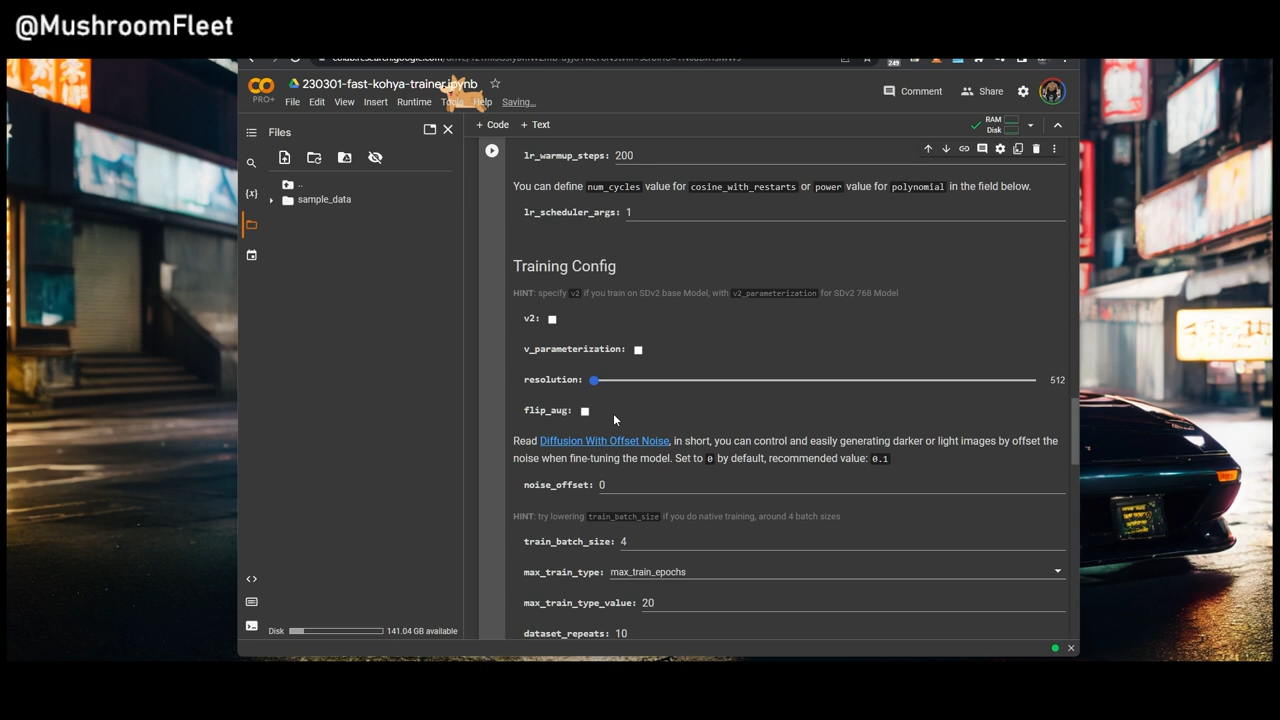 @MushroomFleet
249
230301-fast-kohya-trainer.ipynb
PRO+
File Edit View Insert Runtime Tools Help Saving...
Comment
Share
Files
+ Code + Text
RAM
Disk
..
sample_data
lr_warmup_steps: 200
You can define num_cycles value for cosine_with_restarts or power value for polynomial in the field below.
lr_scheduler_args: 1
Training Config
HINT: specify v2 if you train on SDv2 base Model, with v2_parameterization for SDv2 768 Model
v2:
v_parameterization:
resolution: 512
flip_aug:
Read Diffusion With Offset Noise, in short, you can control and easily generating darker or light images by offset the
noise when fine-tuning the model. Set to 0 by default, recommended value: 0.1
noise_offset: 0
HINT: try lowering train_batch_size if you do native training, around 4 batch sizes
train_batch_size: 4
max_train_type: max_train_epochs
max_train_type_value: 20
dataset_repeats: 10
Disk 141.04 GB available